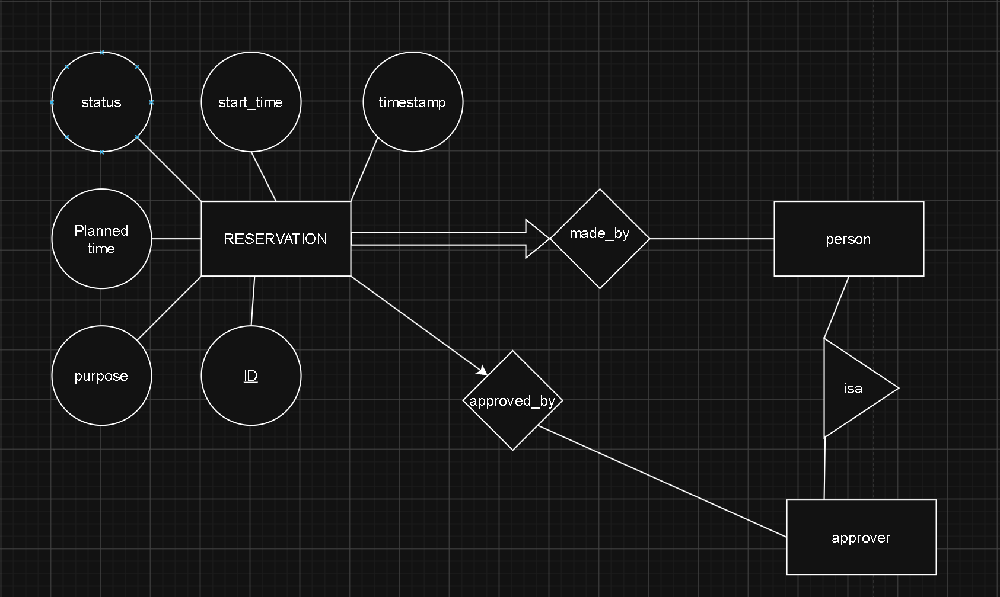 status
start_time
timestamp
Planned
time
RESERVATION
made_by
person
purpose
ID
approved_by
isa
approver